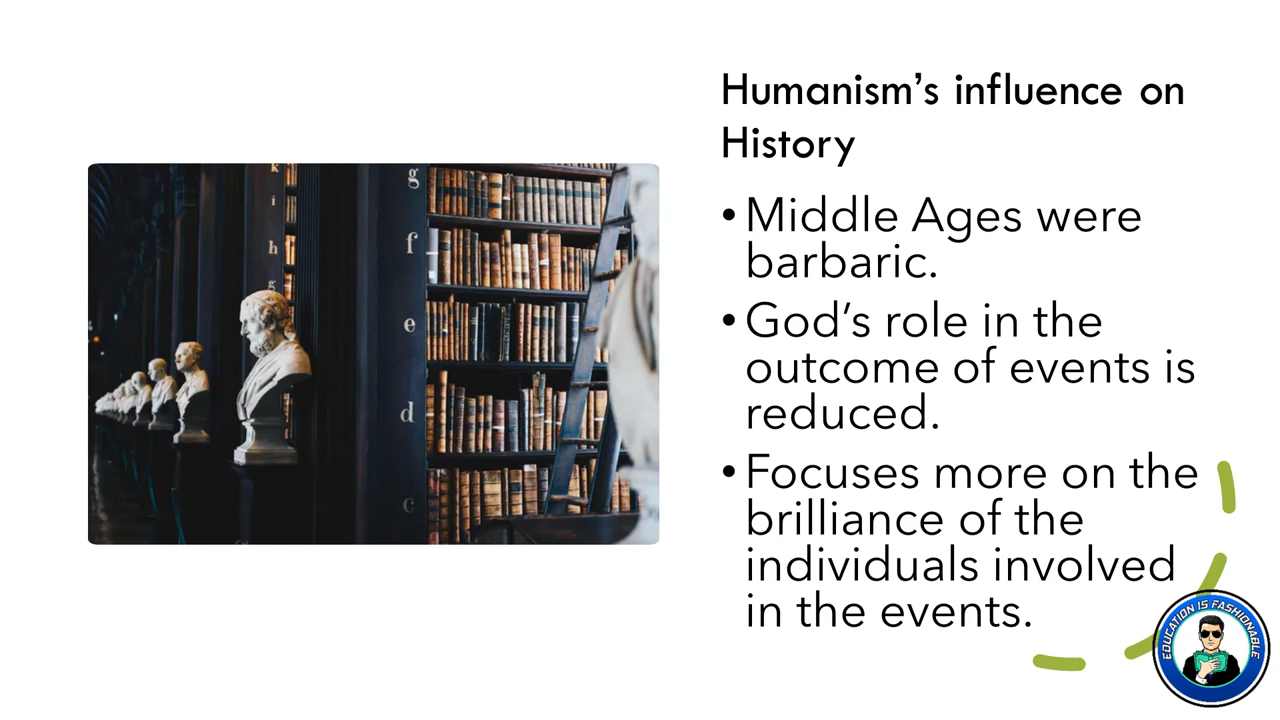 Humanism’s influence on
History
• Middle Ages were
barbaric.
• God’s role in the
outcome of events is
reduced.
• Focuses more on the
brilliance of the
individuals involved
in the events.
k
i
h
g
g
f
e
d
c
EDUCATION IS FASHIONABLE